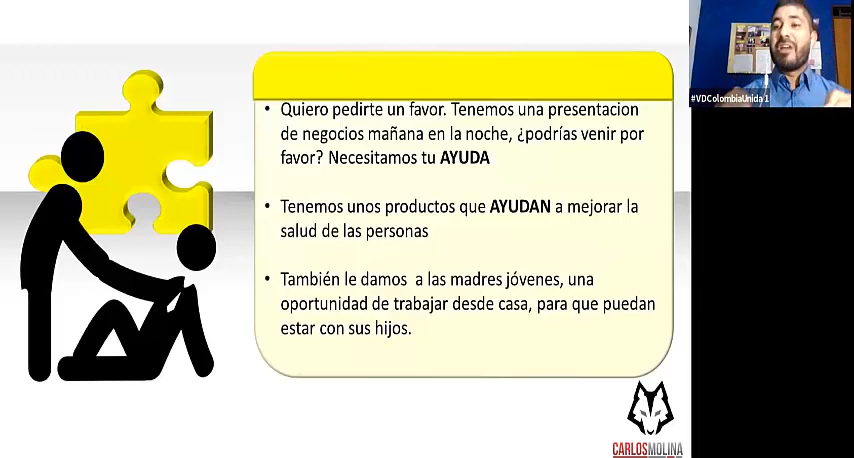 • Quiero pedirte un favor. Tenemos una presentacion
de negocios mañana en la noche, ¿podrías venir por
favor? Necesitamos tu AYUDA
• Tenemos unos productos que AYUDAN a mejorar la
salud de las personas
• También le damos a las madres jóvenes, una
oportunidad de trabajar desde casa, para que puedan
estar con sus hijos.
CARLOSMOLINA
#VDColombiaUnida 1